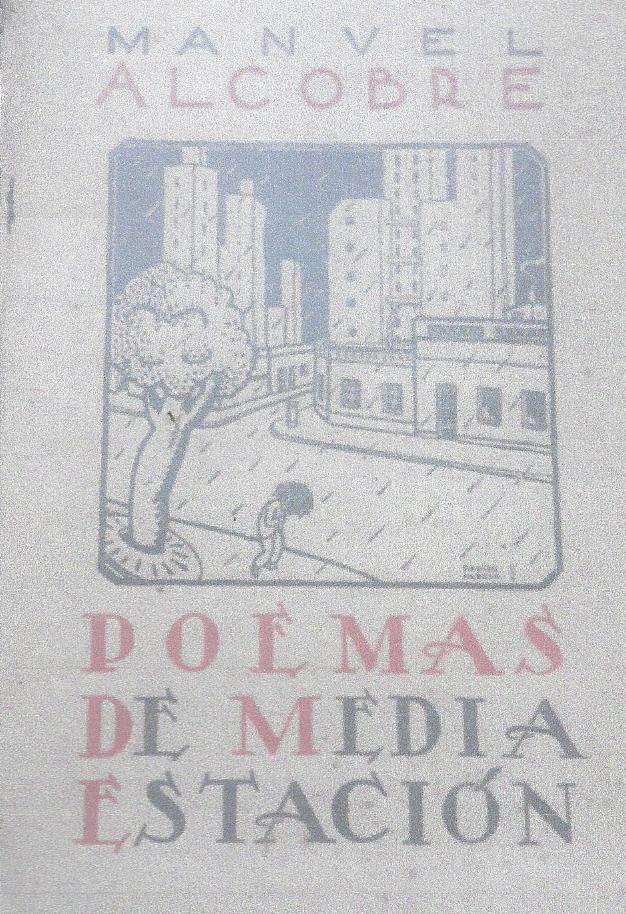 MANVEL
ALCOBRE
POEMAS
DE MEDIA
ESTACIÓN